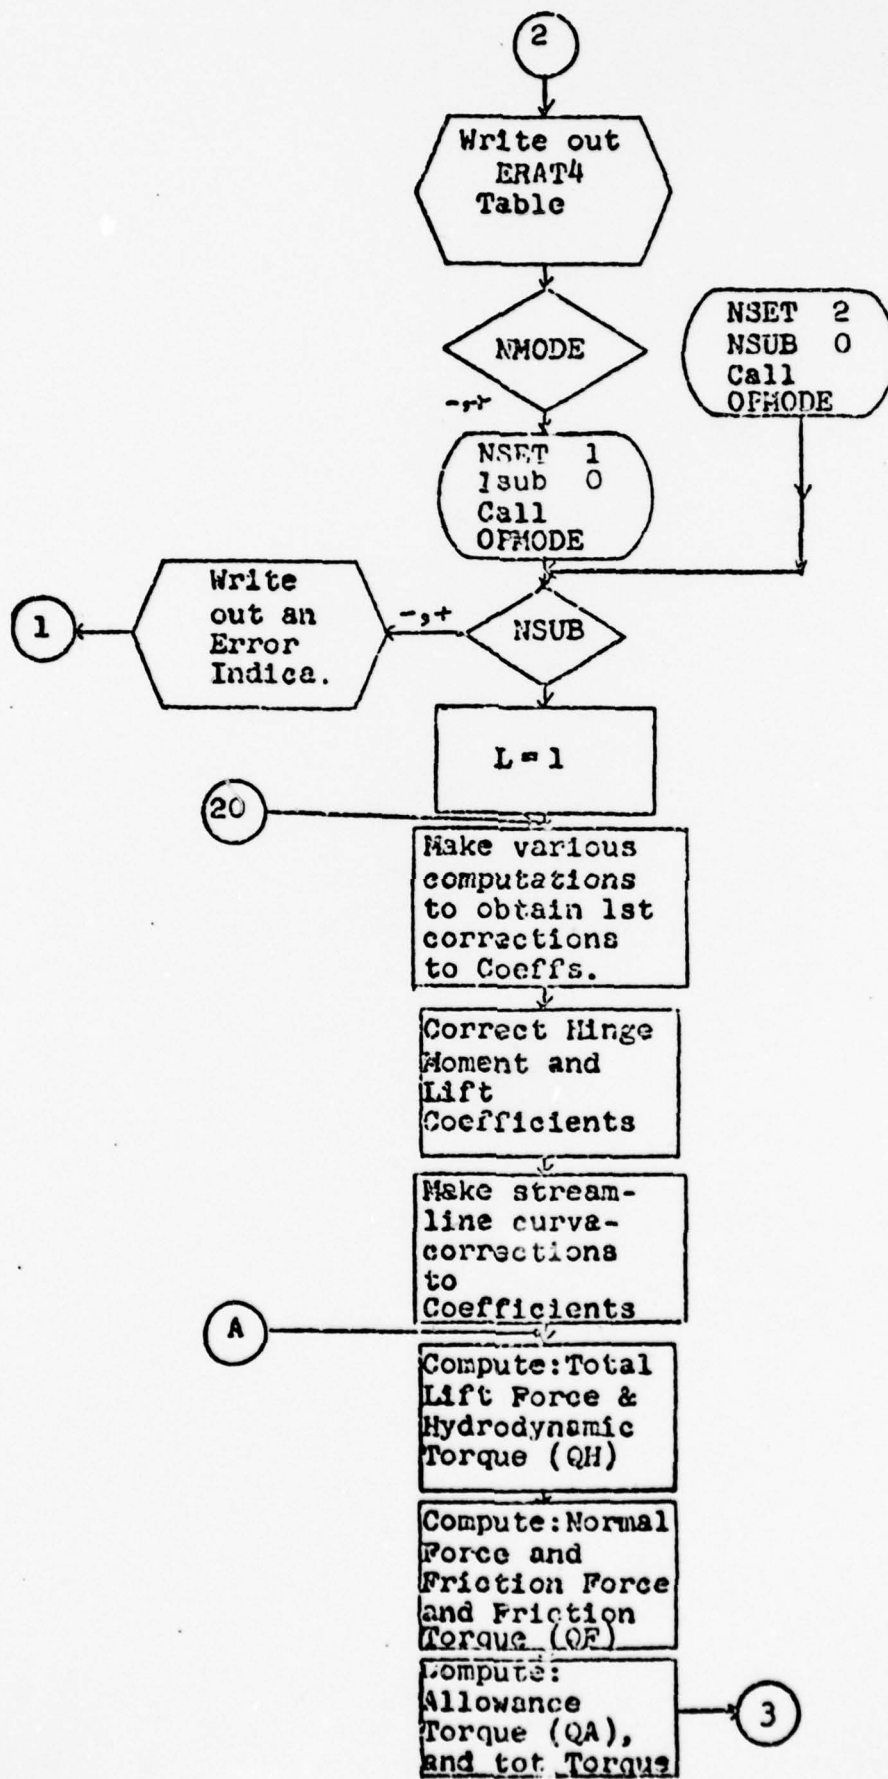 2
Write out
ERAT4
Table
NMODE
-,+
NSET 2
NSUB 0
Call
OPMODE
NSET 1
1sub 0
Call
OPMODE
1
Write
out an
Error
Indica.
-,+
NSUB
L = 1
20
Make various
computations
to obtain 1st
corrections
to Coeffs.
Correct Hinge
Moment and
Lift
Coefficients
Make stream-
line curva-
corrections
to
Coefficients
A
Compute:Total
Lift Force &
Hydrodynamic
Torque (QH)
Compute:Normal
Force and
Friction Force
and Friction
Torque (QF)
Compute:
Allowance
Torque (QA),
and tot Torque
3